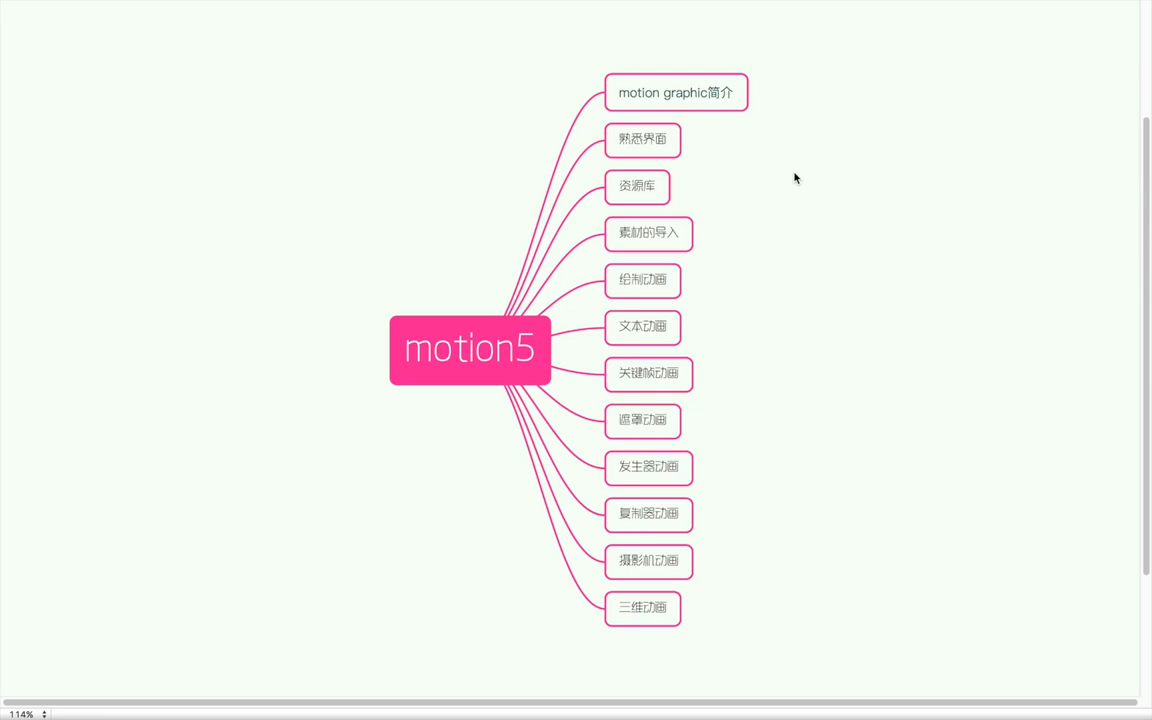 motion graphic简介
熟悉界面
资源库
素材的导入
绘制动画
motion5
文本动画
关键帧动画
遮罩动画
发生器动画
复制器动画
摄影机动画
三维动画
114%